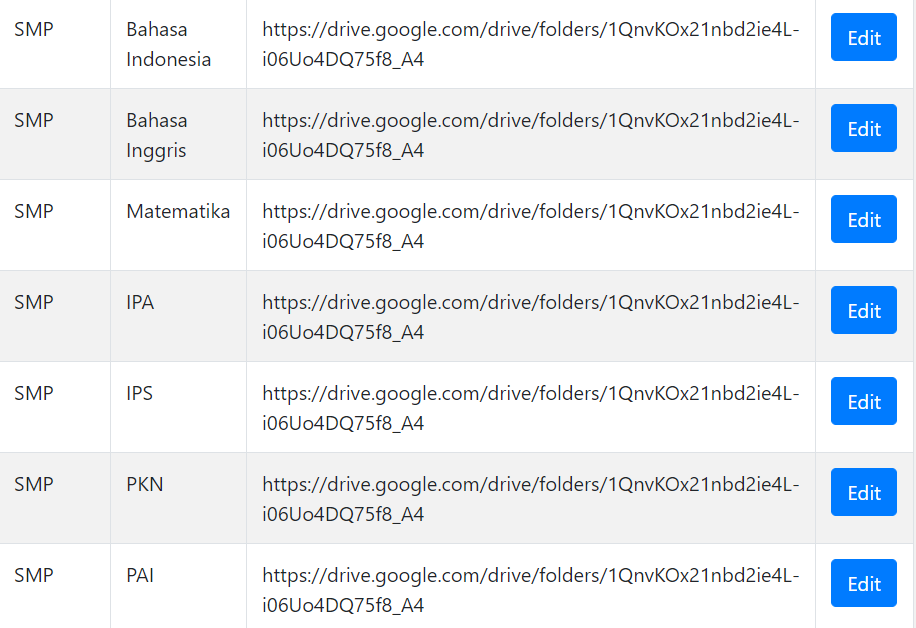 SMP
Bahasa
Indonesia
https://drive.google.com/drive/folders/1QnvKOx21nbd2ie4L-
i06Uo4DQ75f8_A4
Edit
SMP
Bahasa
Inggris
https://drive.google.com/drive/folders/1QnvKOx21nbd2ie4L-
i06Uo4DQ75f8_A4
Edit
SMP
Matematika
https://drive.google.com/drive/folders/1QnvKOx21nbd2ie4L-
i06Uo4DQ75f8_A4
Edit
SMP
IPA
https://drive.google.com/drive/folders/1QnvKOx21nbd2ie4L-
i06Uo4DQ75f8_A4
Edit
SMP
IPS
https://drive.google.com/drive/folders/1QnvKOx21nbd2ie4L-
i06Uo4DQ75f8_A4
Edit
SMP
PKN
https://drive.google.com/drive/folders/1QnvKOx21nbd2ie4L-
i06Uo4DQ75f8_A4
Edit
SMP
PAI
https://drive.google.com/drive/folders/1QnvKOx21nbd2ie4L-
i06Uo4DQ75f8_A4
Edit